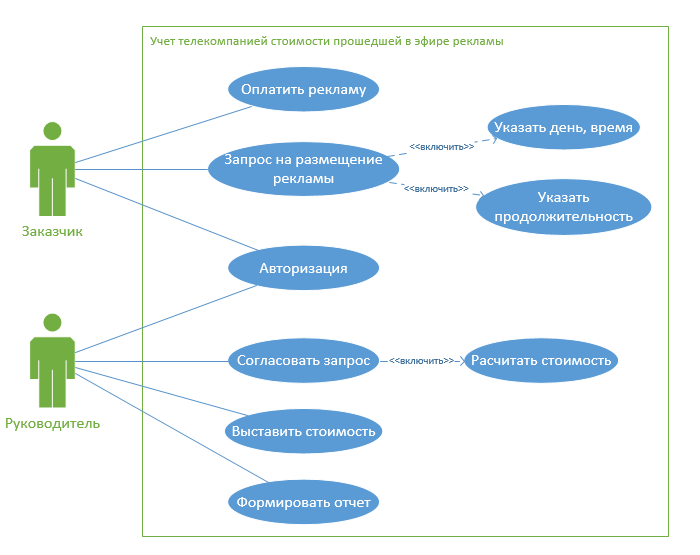 Учет телекомпанией стоимости прошедшей в эфире рекламы
Оплатить рекламу
Запрос на размещение
рекламы
<<включить>>
Указать день, время
<<включить>>
Указать
продолжительность
Заказчик
Авторизация
Согласовать запрос
<<включить>>
Расчитать стоимость
Руководитель
Выставить стоимость
Формировать отчет